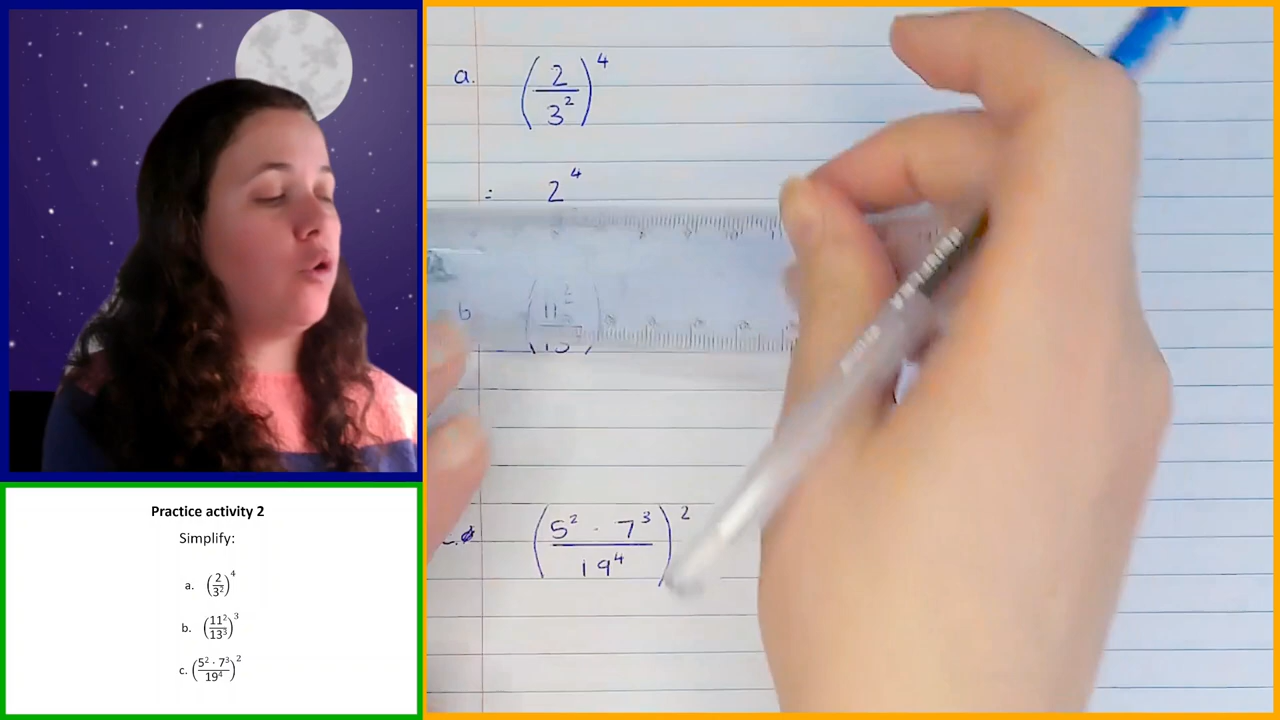 a. (2/3²)⁴
= 2⁴
b (11²
c. (5² · 7³/19⁴)²
Practice activity 2
Simplify:
a. (2/3²)⁴
b. (11²/13³)³
c. (5² · 7³/19⁴)²